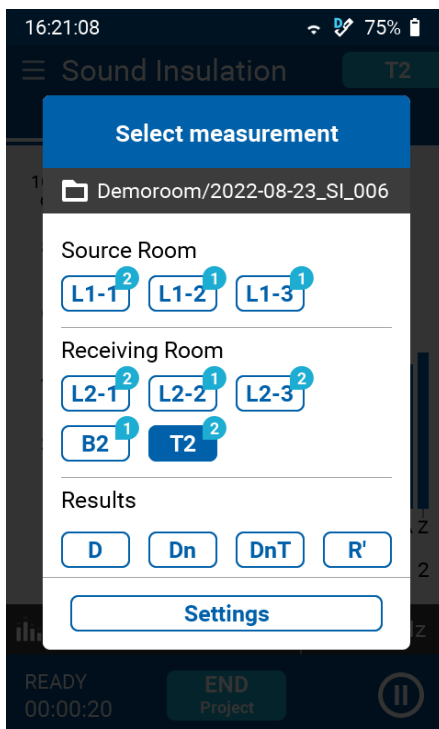 16:21:08 75%
Sound Insulation T2
Select measurement
Demoroom/2022-08-23_SI_006
Source Room
L1-1 2 L1-2 1 L1-3 1
Receiving Room
L2-1 2 L2-2 1 L2-3 2
B2 1 T2 2
Results
D Dn DnT R'
Z
2
Settings
READY END
00:00:20 Project